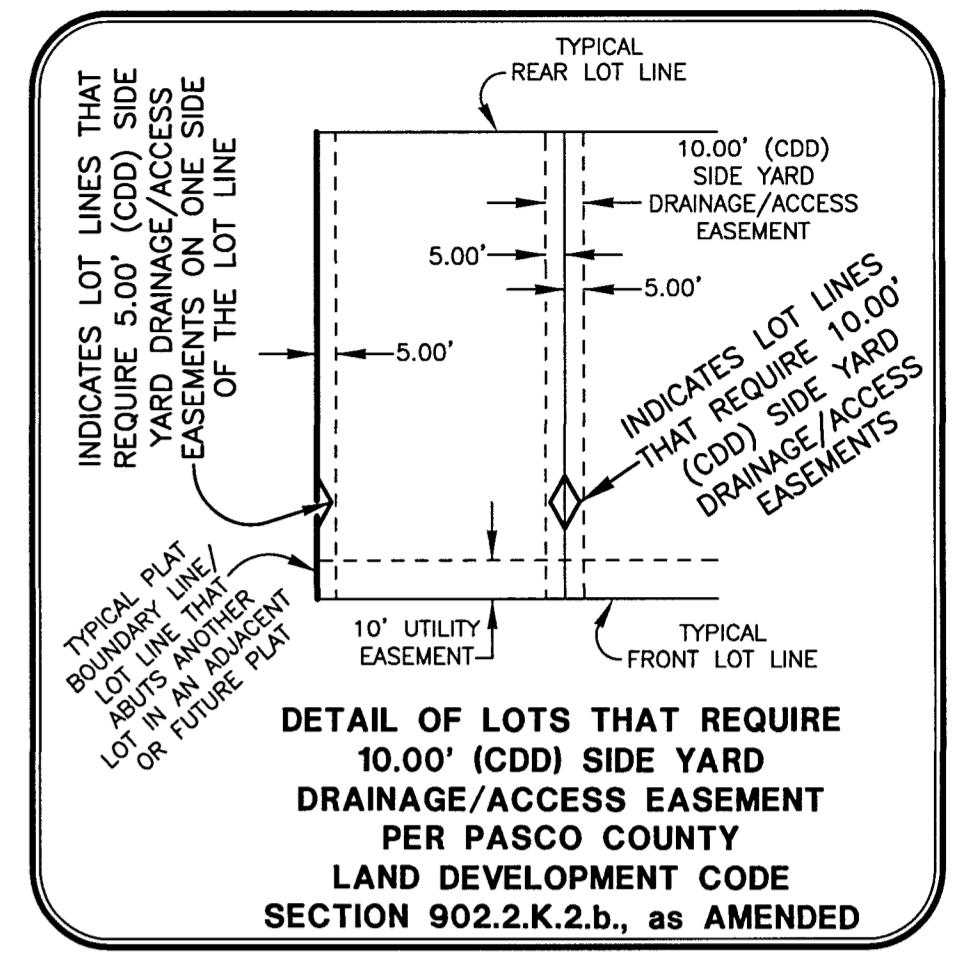 TYPICAL
REAR LOT LINE
INDICATES LOT LINES THAT
REQUIRE 5.00' (CDD) SIDE
YARD DRAINAGE/ACCESS
EASEMENTS ON ONE SIDE
OF THE LOT LINE
10.00' (CDD)
SIDE YARD
DRAINAGE/ACCESS
EASEMENT
5.00'
5.00'
5.00'
INDICATES LOT LINES
THAT REQUIRE 10.00'
(CDD) SIDE YARD
DRAINAGE/ACCESS
EASEMENTS
TYPICAL PLAT
BOUNDARY LINE/
LOT LINE THAT
ABUTS ANOTHER
LOT IN AN ADJACENT
OR FUTURE PLAT
10' UTILITY
EASEMENT
TYPICAL
FRONT LOT LINE
DETAIL OF LOTS THAT REQUIRE
10.00' (CDD) SIDE YARD
DRAINAGE/ACCESS EASEMENT
PER PASCO COUNTY
LAND DEVELOPMENT CODE
SECTION 902.2.K.2.b., as AMENDED